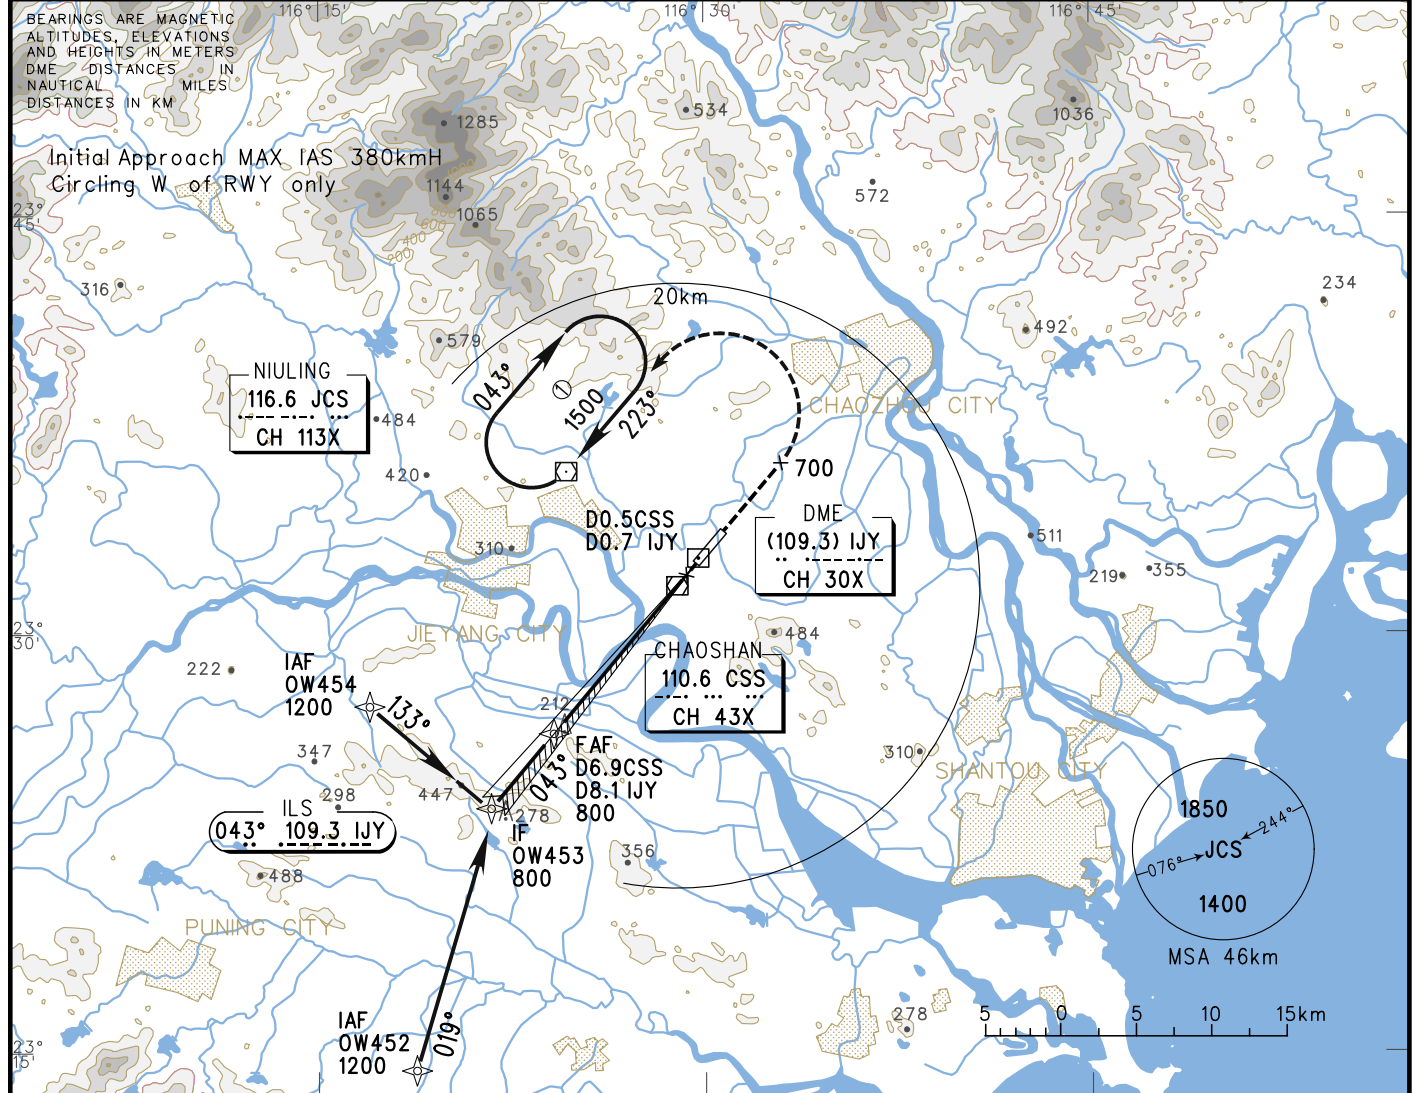 116° 15'
116° 30'
116° 45'
BEARINGS ARE MAGNETIC
ALTITUDES, ELEVATIONS
AND HEIGHTS IN METERS
DME DISTANCES IN
NAUTICAL MILES
DISTANCES IN KM
1285
534
1036
Initial Approach MAX IAS 380kmH
Circling W of RWY only
1144
572
1065
23°
45'
800
600
400
200
316
234
20km
492
579
NIULING
116.6 JCS
CH 113X
043°
1
1500
223°
484
CHAOZHOU CITY
420
700
D0.5CSS
D0.7 IJY
DME
(109.3) IJY
CH 30X
310
511
219
355
23°
30'
JIEYANG CITY
484
CHAOSHAN
110.6 CSS
CH 43X
222
IAF
OW454
1200
133°
212
347
FAF
D6.9CSS
D8.1 IJY
800
043°
310
SHANTOU CITY
298
447
278
ILS
043° 109.3 IJY
IF
OW453
800
356
488
1850
244°
JCS
076°
1400
MSA 46km
PUNING CITY
IAF
OW452
1200
019°
278
5 0 5 10 15km
23°
15'